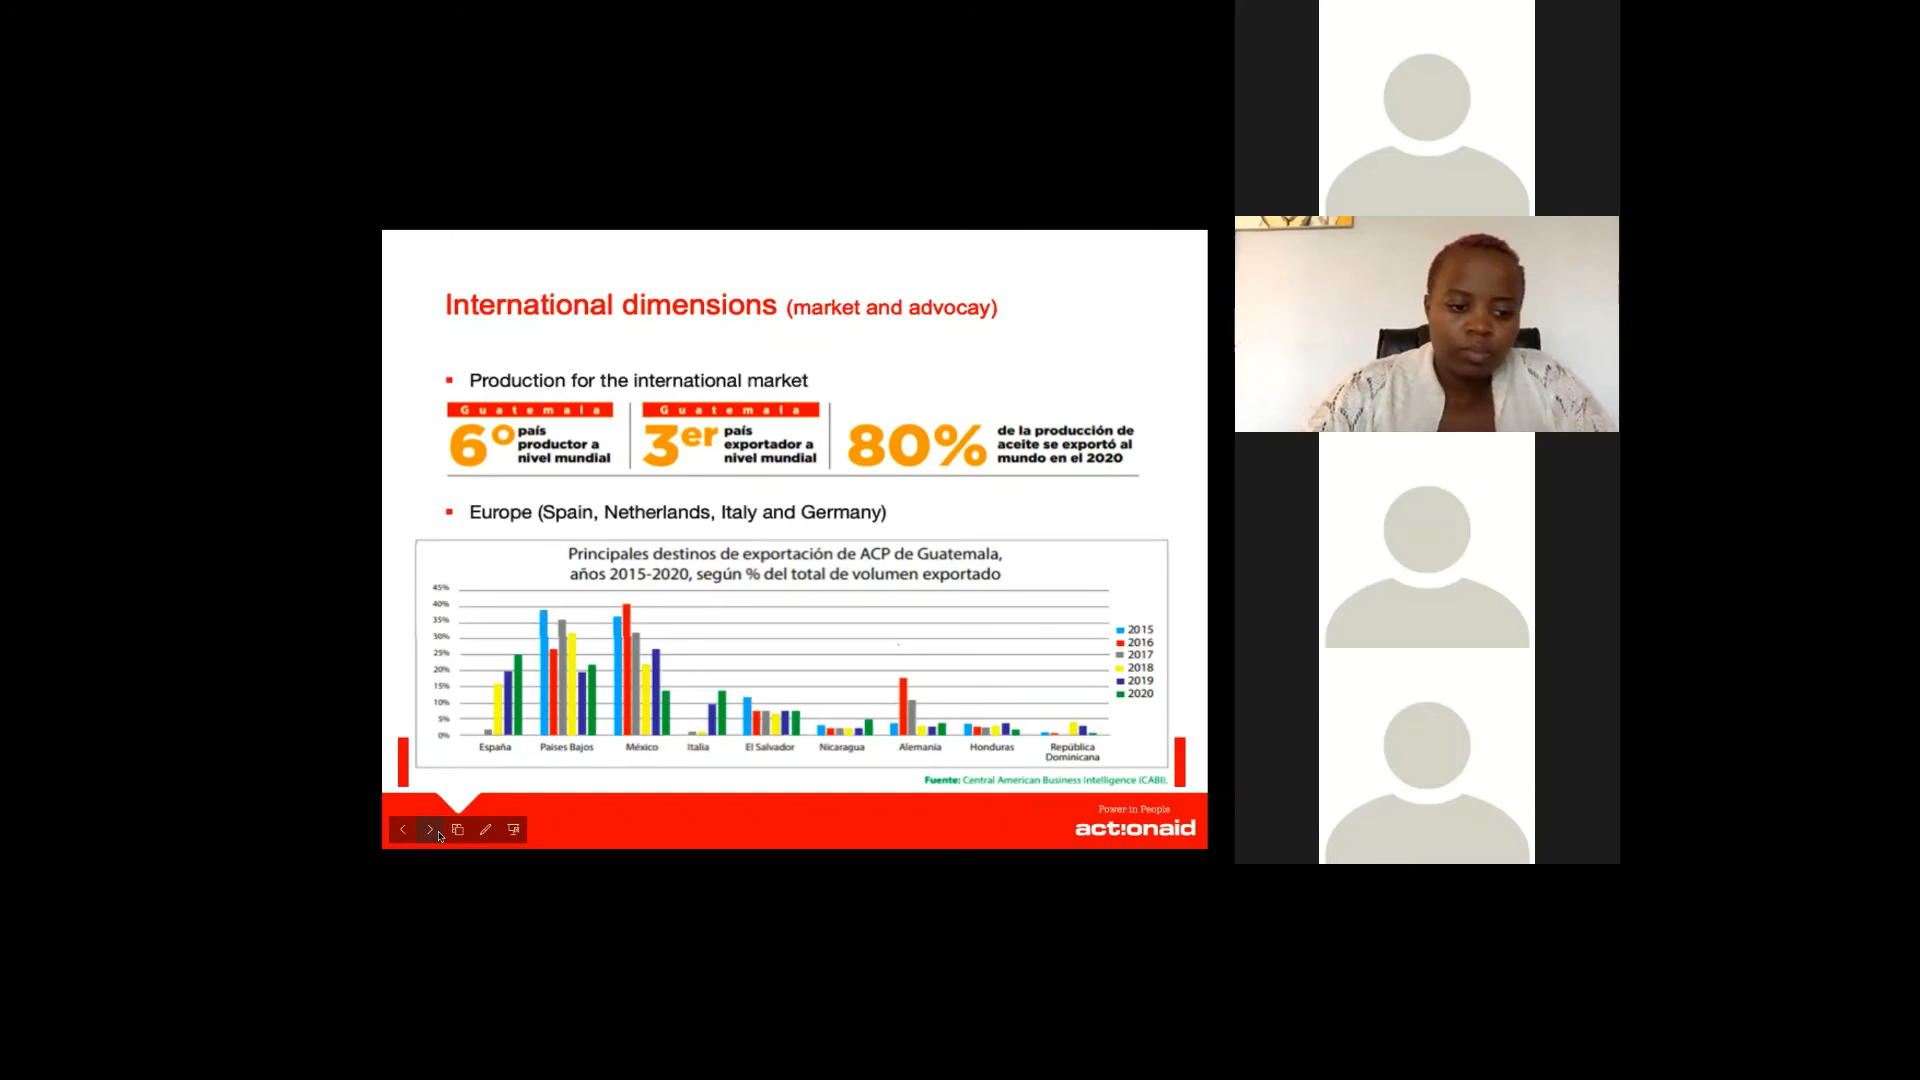 International dimensions (market and advocay)
Production for the international market
Guatemala
6º país
productor a
nivel mundial
Guatemala
3er país
exportador a
nivel mundial
80% de la producción de
aceite se exportó al
mundo en el 2020
Europe (Spain, Netherlands, Italy and Germany)
Principales destinos de exportación de ACP de Guatemala,
años 2015-2020, según % del total de volumen exportado
45%
40%
35%
30%
25%
20%
15%
10%
5%
0%
España Paises Bajos México Italia El Salvador Nicaragua Alemania Honduras República
Dominicana
2015
2016
2017
2018
2019
2020
Fuente: Central American Business Intelligence (CABI).
Power in People
act!onaid